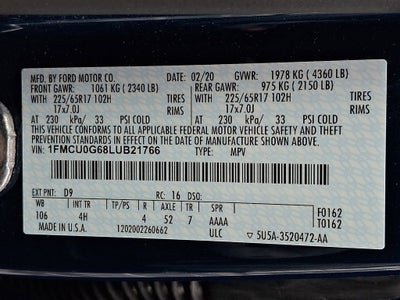 MFD. BY FORD MOTOR CO. 02/20 GVWR: 1978 KG (4360 LB)
FRONT GAWR: 1061 KG (2340 LB) REAR GAWR: 975 KG (2150 LB)
WITH 225/65R17 102H TIRES WITH 225/65R17 102H TIRES
17x7.0J RIMS 17x7.0J RIMS
AT 230 kPa/ 33 PSI COLD AT 230 kPa/ 33 PSI COLD
THIS VEHICLE CONFORMS TO ALL APPLICABLE FEDERAL MOTOR VEHICLE SAFETY AND THEFT
PREVENTION STANDARDS IN EFFECT ON THE DATE OF MANUFACTURE SHOWN ABOVE.
VIN: 1FMCU0G68LUB21766 TYPE: MPV
EXT PNT: D9 RC: 16 DSO:
WB INT TR TP/PS R AXLE TR SPR F0162
106 4H 4 52 7 AAAA T0162
MADE IN U.S.A. 1202002260662 ULC 5U5A-3520472-AA